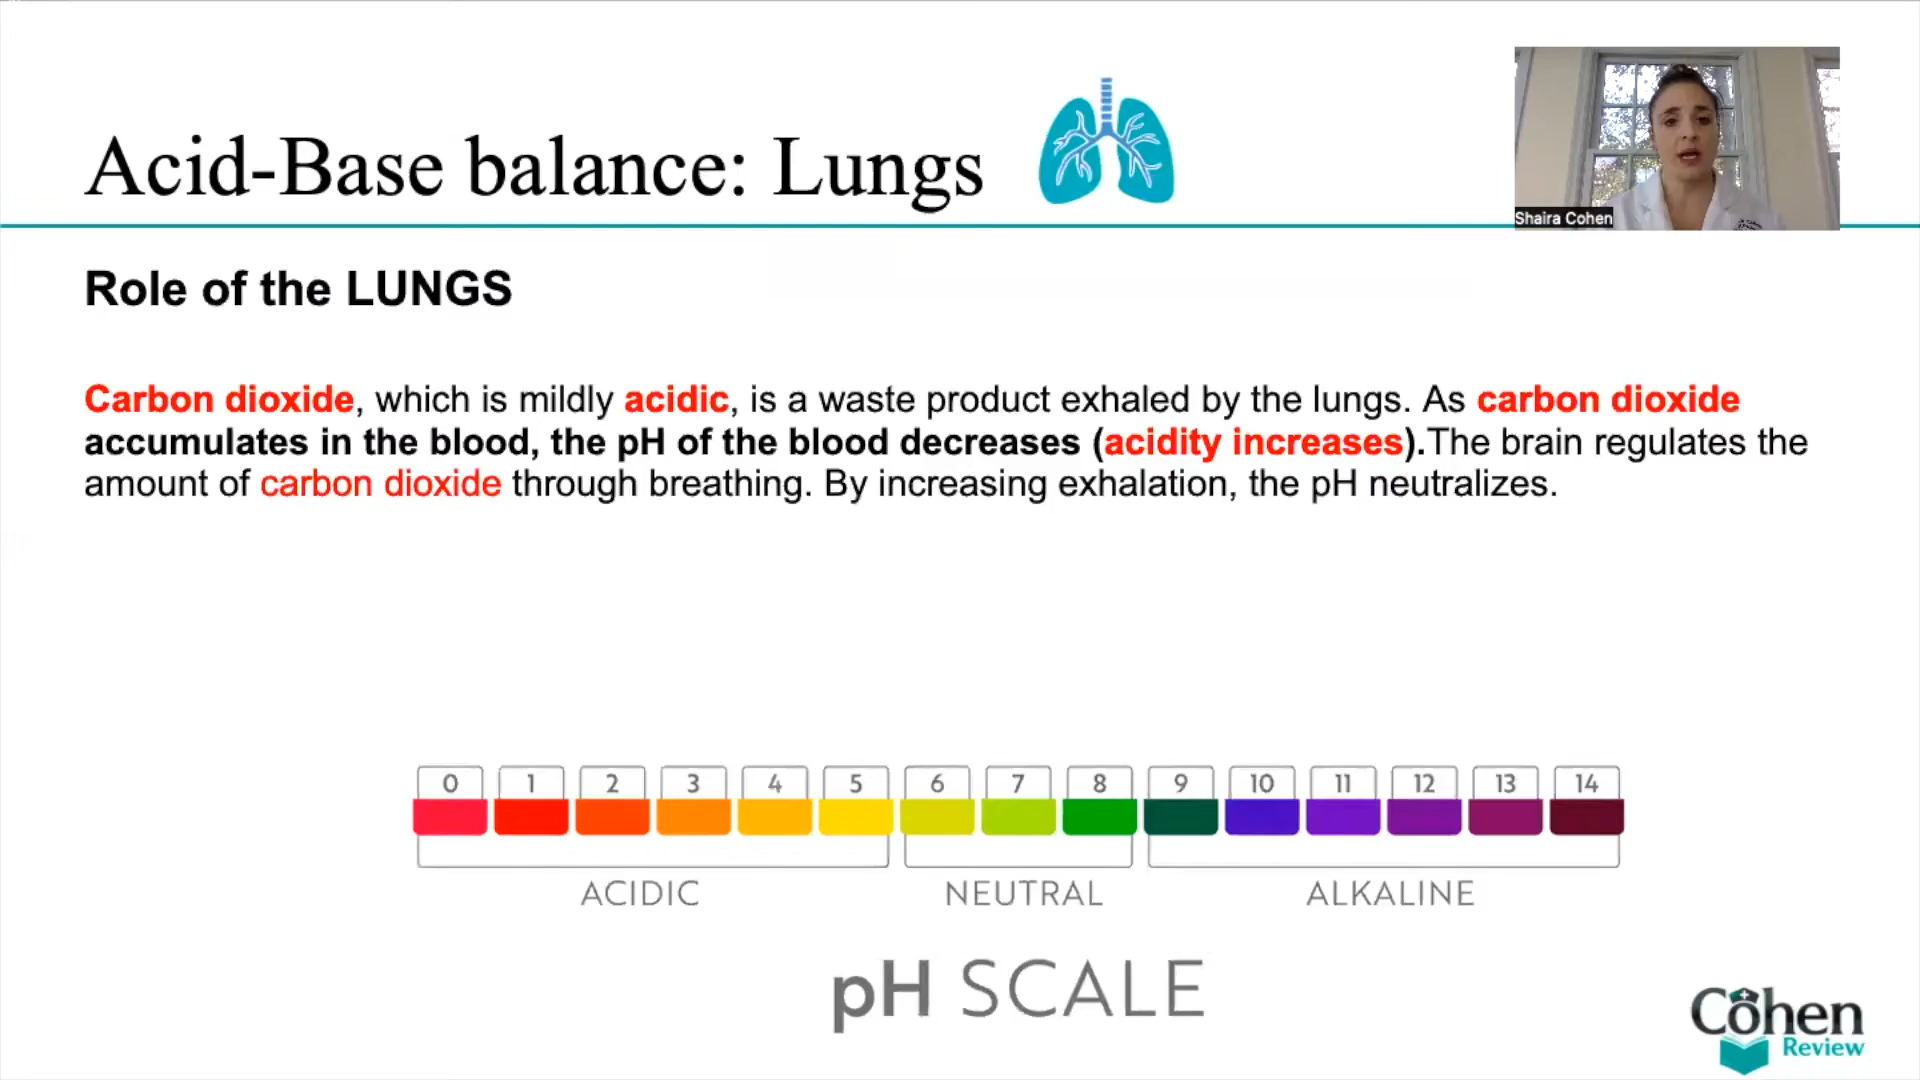 Acid-Base balance: Lungs
Shaira Cohen
Role of the LUNGS
Carbon dioxide, which is mildly acidic, is a waste product exhaled by the lungs. As carbon dioxide
accumulates in the blood, the pH of the blood decreases (acidity increases).The brain regulates the
amount of carbon dioxide through breathing. By increasing exhalation, the pH neutralizes.
0 1 2 3 4 5 6 7 8 9 10 11 12 13 14
ACIDIC NEUTRAL ALKALINE
pH SCALE
Cohen
Review